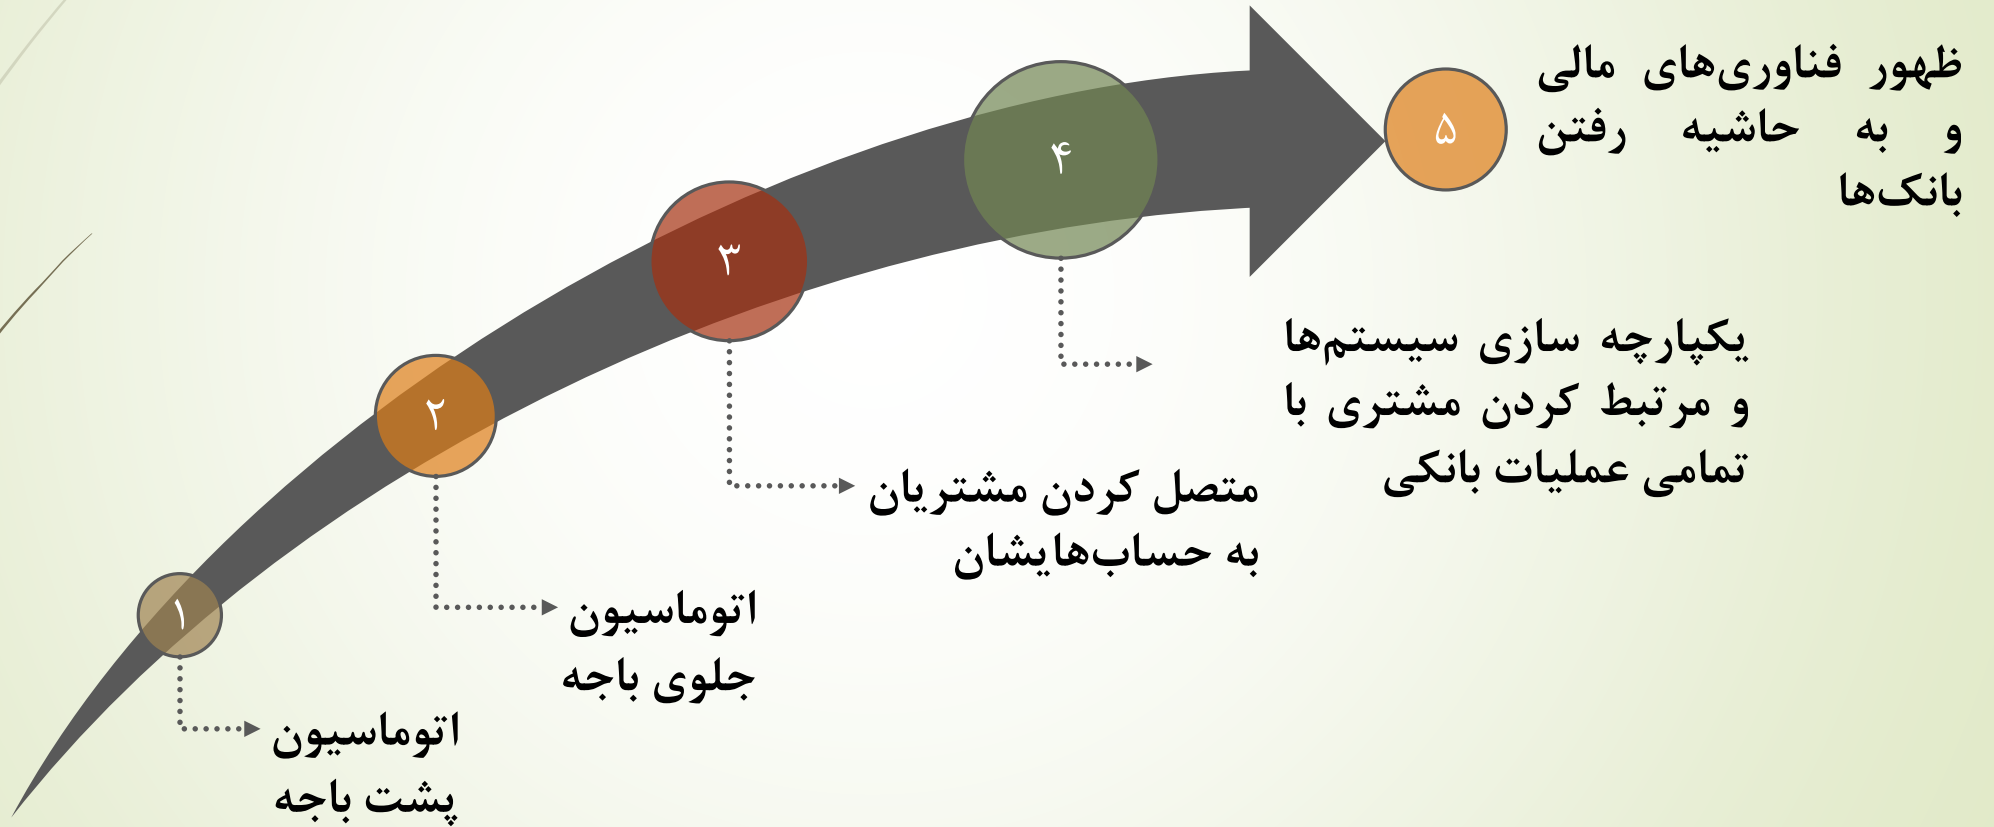 ۱
اتوماسیون
پشت باجه
۲
اتوماسیون
جلوی باجه
۳
متصل کردن مشتریان
به حساب‌هایشان
۴
یکپارچه سازی سیستم‌ها
و مرتبط کردن مشتری با
تمامی عملیات بانکی
۵
ظهور فناوری‌های مالی
و به حاشیه رفتن
بانک‌ها